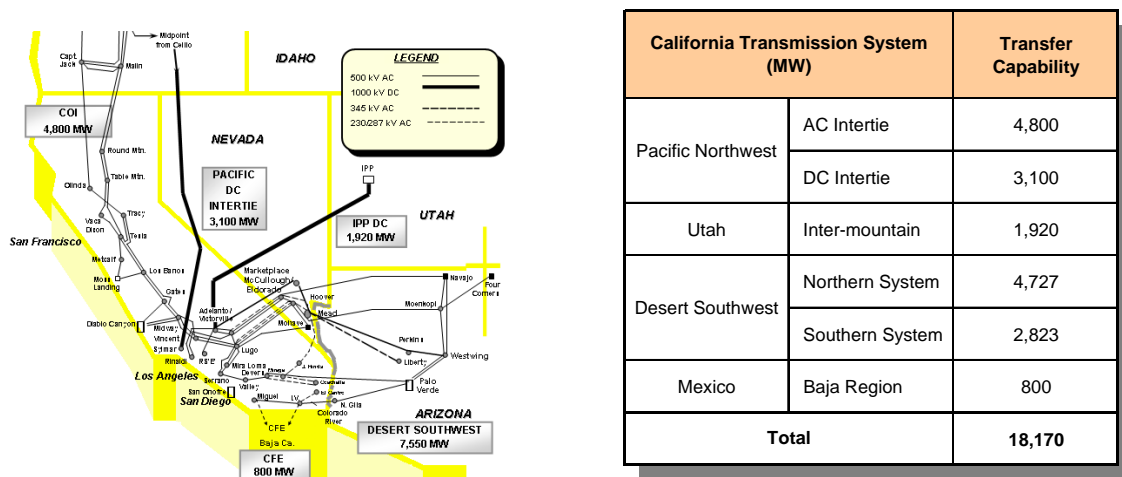 Midpoint
from Celilo
Capt.
Jack
Malin
IDAHO
LEGEND
500 kV AC
1000 kV DC
345 kV AC
230/287 kV AC
COI
4,800 MW
NEVADA
Round Mtn.
Table Mtn.
Olinda
PACIFIC
DC
INTERTIE
3,100 MW
IPP
IPP DC
1,920 MW
UTAH
Tracy
Vaca
Dixon
Tesla
San Francisco
Metcalf
Moss
Landing
Los Banos
Gates
Marketplace
McCullough/
Eldorado
Hoover
Navajo
Four
Corners
Moenkopi
Adelanto/
Victorville
Mead
Mohave
Diablo Canyon
Midway
Vincent
Sylmar
Rinaldi
RS'E'
Lugo
Perkins
Liberty
Westwing
Mira Loma
Devers
Los Angeles
Serrano
Valley
San Onofre
San Diego
Miguel
I.V.
N. Gila
Colorado
River
Palo
Verde
ARIZONA
CFE
Baja Ca.
DESERT SOUTHWEST
7,550 MW
CFE
800 MW
California Transmission System
(MW)
Transfer
Capability
Pacific Northwest
AC Intertie
4,800
DC Intertie
3,100
Utah
Inter-mountain
1,920
Desert Southwest
Northern System
4,727
Southern System
2,823
Mexico
Baja Region
800
Total
18,170